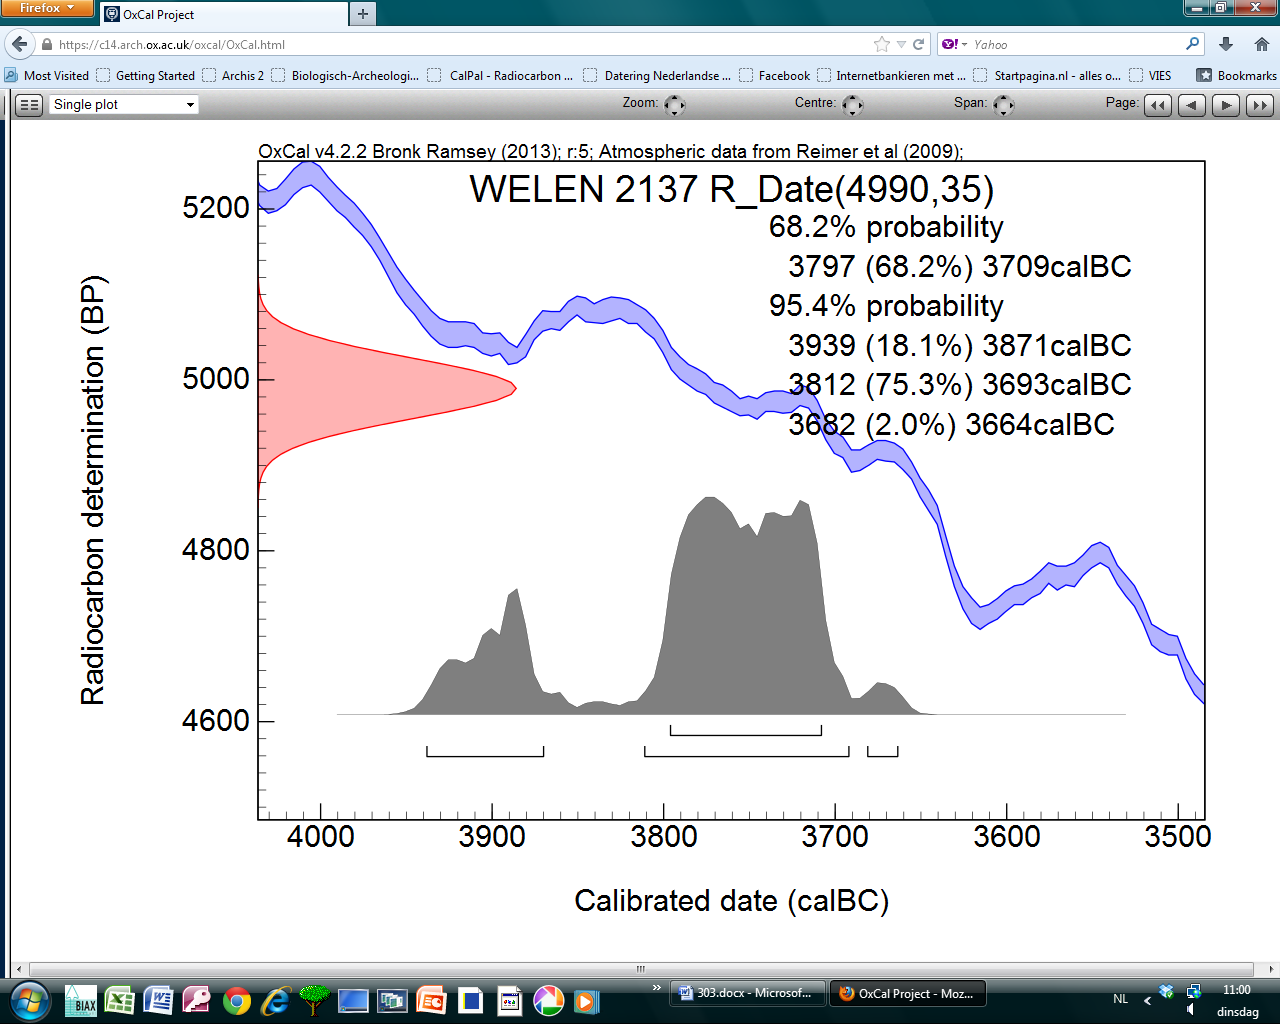 Firefox
OxCal Project
https://c14.arch.ox.ac.uk/oxcal/OxCal.html
Yahoo
Most Visited
Getting Started
Archis 2
Biologisch-Archeologi...
CalPal - Radiocarbon ...
Datering Nederlandse ...
Facebook
Internetbankieren met ...
Startpagina.nl - alles o...
VIES
Bookmarks
Single plot
Zoom:
Centre:
Span:
Page:
OxCal v4.2.2 Bronk Ramsey (2013); r:5; Atmospheric data from Reimer et al (2009);
WELEN 2137 R_Date(4990,35)
68.2% probability
3797 (68.2%) 3709calBC
95.4% probability
3939 (18.1%) 3871calBC
3812 (75.3%) 3693calBC
3682 (2.0%) 3664calBC
Radiocarbon determination (BP)
5200
5000
4800
4600
4000
3900
3800
3700
3600
3500
Calibrated date (calBC)
BIAX
303.docx - Microsof...
OxCal Project - Moz...
NL
11:00
dinsdag